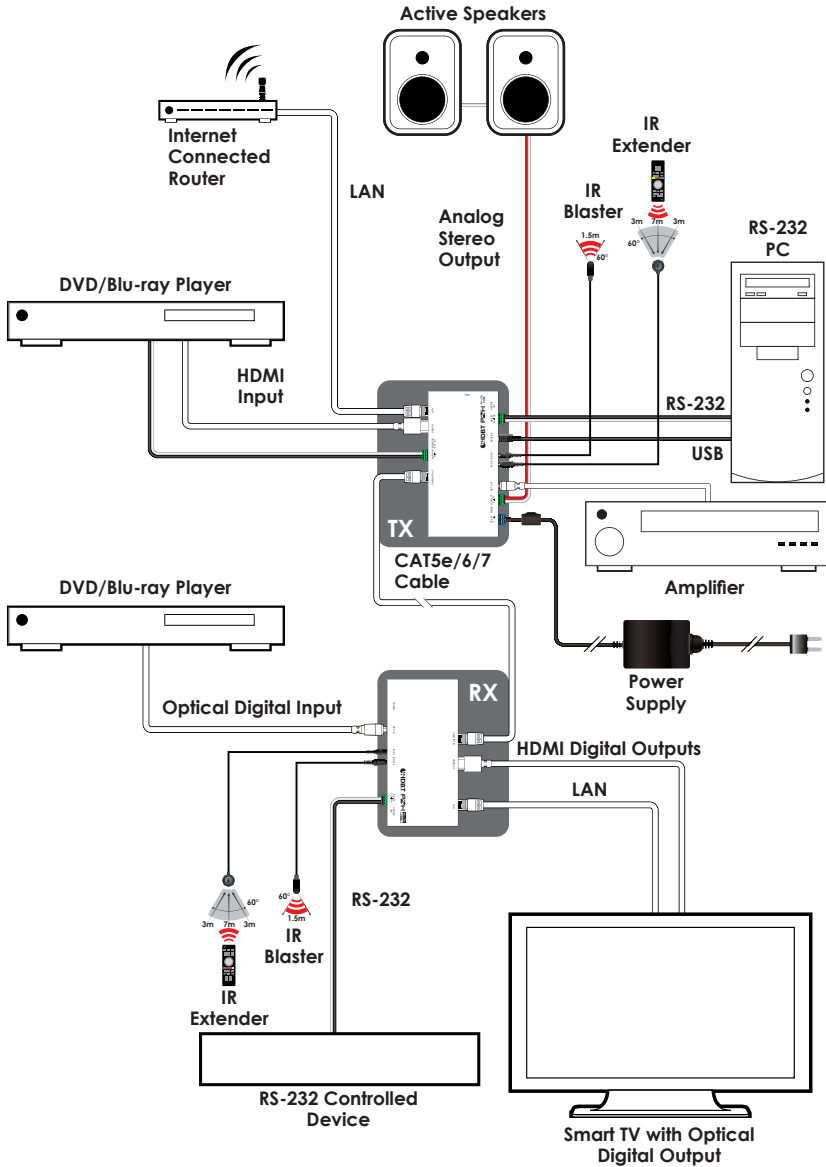 Active Speakers
Internet
Connected
Router
LAN
IR
Extender
IR
Blaster
3m 7m 3m
60°
1.5m
60°
Analog
Stereo
Output
RS-232
PC
DVD/Blu-ray Player
HDMI
Input
RS-232
USB
TX
CAT5e/6/7
Cable
Amplifier
DVD/Blu-ray Player
Power
Supply
RX
Optical Digital Input
HDMI Digital Outputs
LAN
60°
3m 7m 3m
60°
1.5m
RS-232
IR
Blaster
IR
Extender
RS-232 Controlled
Device
Smart TV with Optical
Digital Output